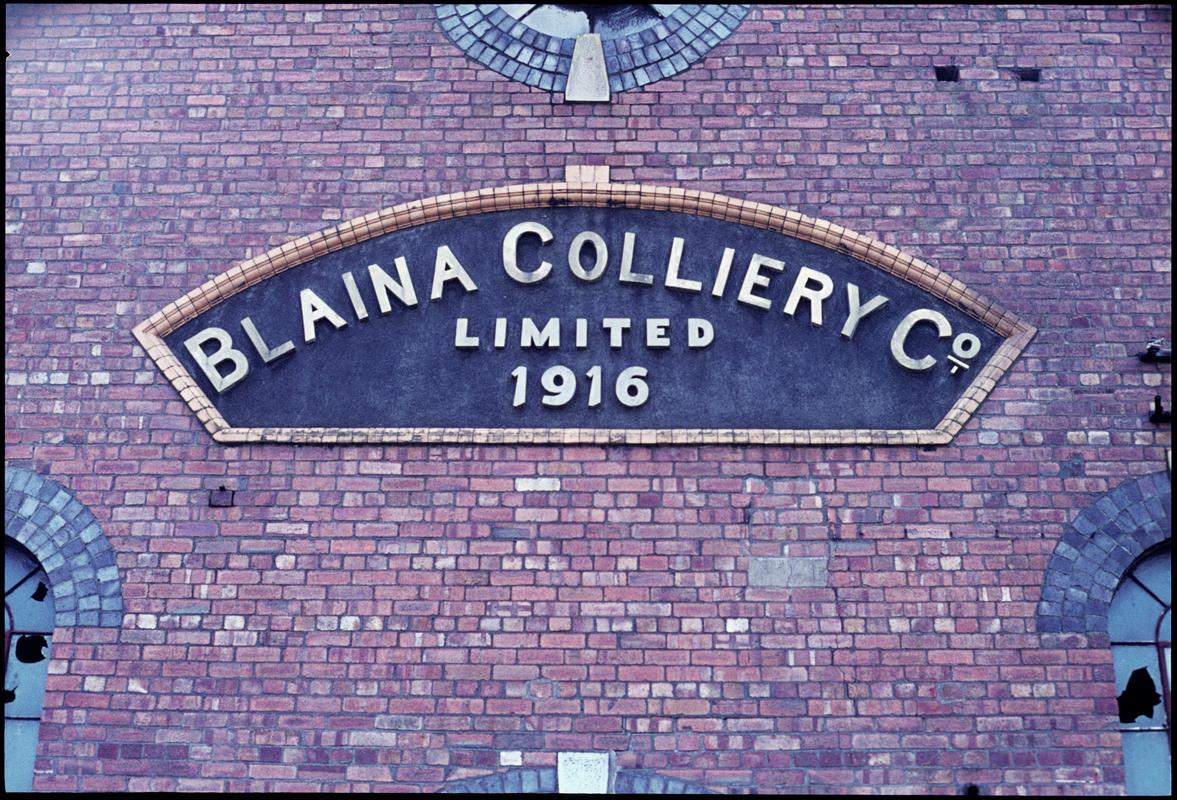 BLAINA COLLIERY Cº
LIMITED
1916